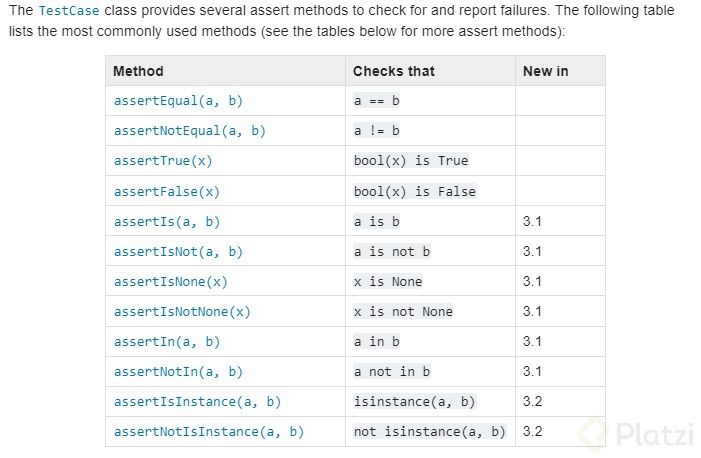 The TestCase class provides several assert methods to check for and report failures. The following table
lists the most commonly used methods (see the tables below for more assert methods):
Method Checks that New in
assertEqual(a, b) a == b
assertNotEqual(a, b) a != b
assertTrue(x) bool(x) is True
assertFalse(x) bool(x) is False
assertIs(a, b) a is b 3.1
assertIsNot(a, b) a is not b 3.1
assertIsNone(x) x is None 3.1
assertIsNotNone(x) x is not None 3.1
assertIn(a, b) a in b 3.1
assertNotIn(a, b) a not in b 3.1
assertIsInstance(a, b) isinstance(a, b) 3.2
assertNotIsInstance(a, b) not isinstance(a, b) 3.2
Platzi